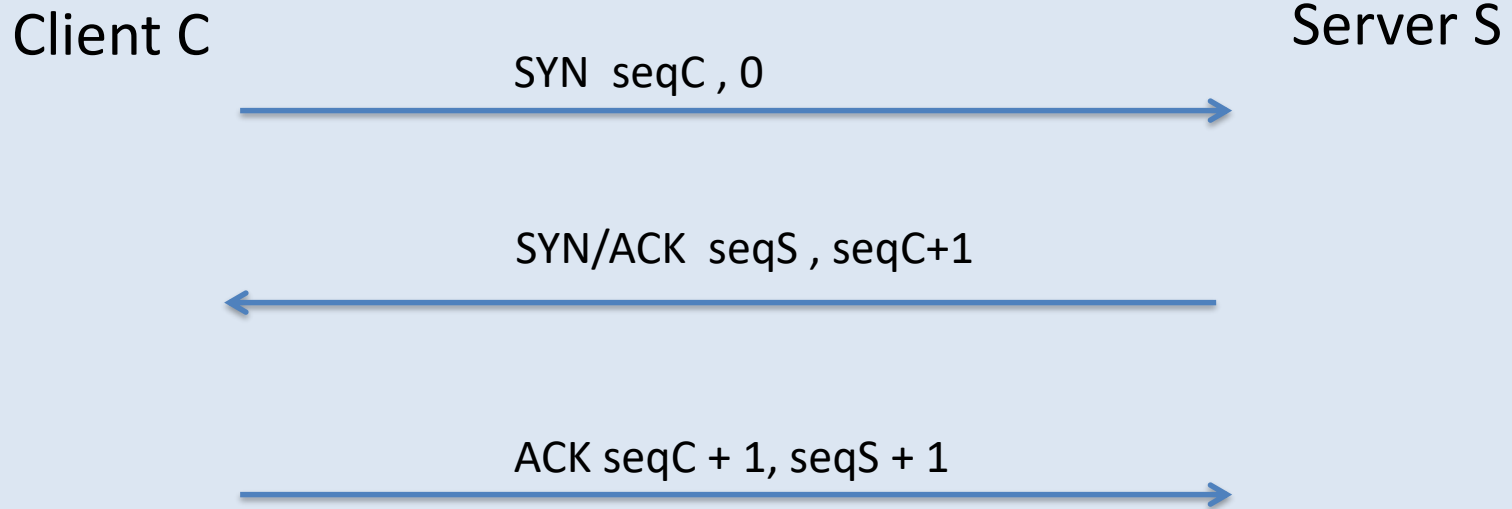 Client C
Server S
SYN seqC , 0
SYN/ACK seqS , seqC+1
ACK seqC + 1, seqS + 1